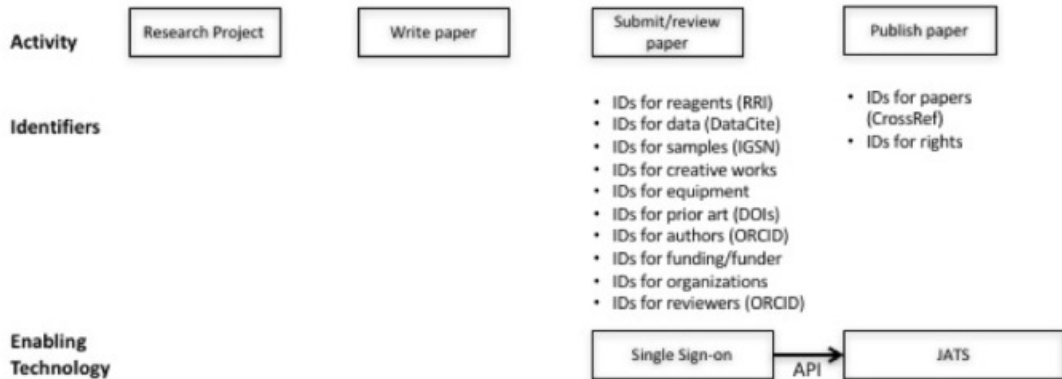 Activity
Research Project
Write paper
Submit/review
paper
Publish paper
Identifiers
• IDs for reagents (RRI)
• IDs for data (DataCite)
• IDs for samples (IGSN)
• IDs for creative works
• IDs for equipment
• IDs for prior art (DOIs)
• IDs for authors (ORCID)
• IDs for funding/funder
• IDs for organizations
• IDs for reviewers (ORCID)
• IDs for papers
(CrossRef)
• IDs for rights
Enabling
Technology
Single Sign-on
API
JATS